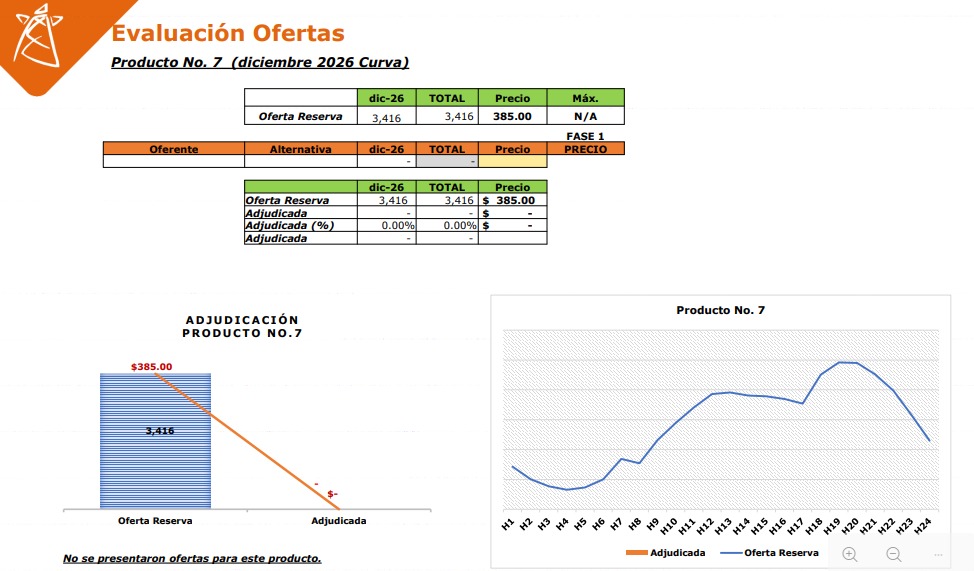 Evaluación Ofertas
Producto No. 7 (diciembre 2026 Curva)
dic-26 TOTAL Precio Máx.
Oferta Reserva 3,416 3,416 385.00 N/A
FASE 1
Oferente Alternativa dic-26 TOTAL Precio PRECIO
- -
dic-26 TOTAL Precio
Oferta Reserva 3,416 3,416 $ 385.00
Adjudicada - - $ -
Adjudicada (%) 0.00% 0.00% $ -
Adjudicada - -
ADJUDICACIÓN
PRODUCTO NO.7
$385.00
3,416
-
$-
Oferta Reserva Adjudicada
No se presentaron ofertas para este producto.
Producto No. 7
H1 H2 H3 H4 H5 H6 H7 H8 H9 H10 H11 H12 H13 H14 H15 H16 H17 H18 H19 H20 H21 H22 H23 H24
Adjudicada Oferta Reserva